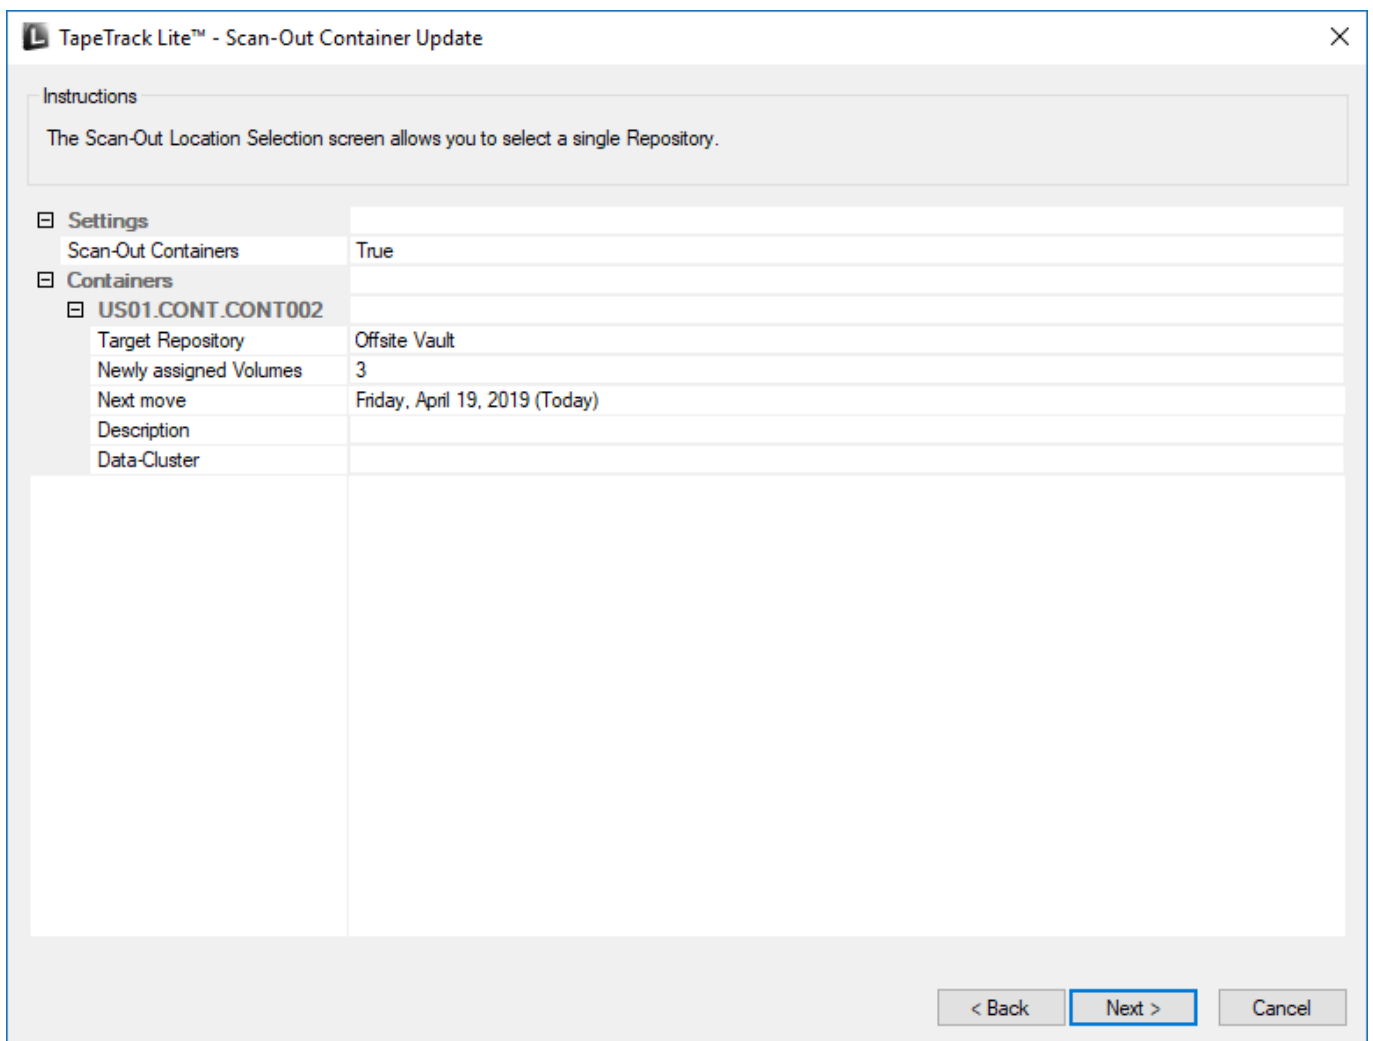 TapeTrack Lite™ - Scan-Out Container Update
Instructions
The Scan-Out Location Selection screen allows you to select a single Repository.
Settings
Scan-Out Containers True
Containers
US01.CONT.CONT002
Target Repository Offsite Vault
Newly assigned Volumes 3
Next move Friday, April 19, 2019 (Today)
Description
Data-Cluster
< Back Next > Cancel